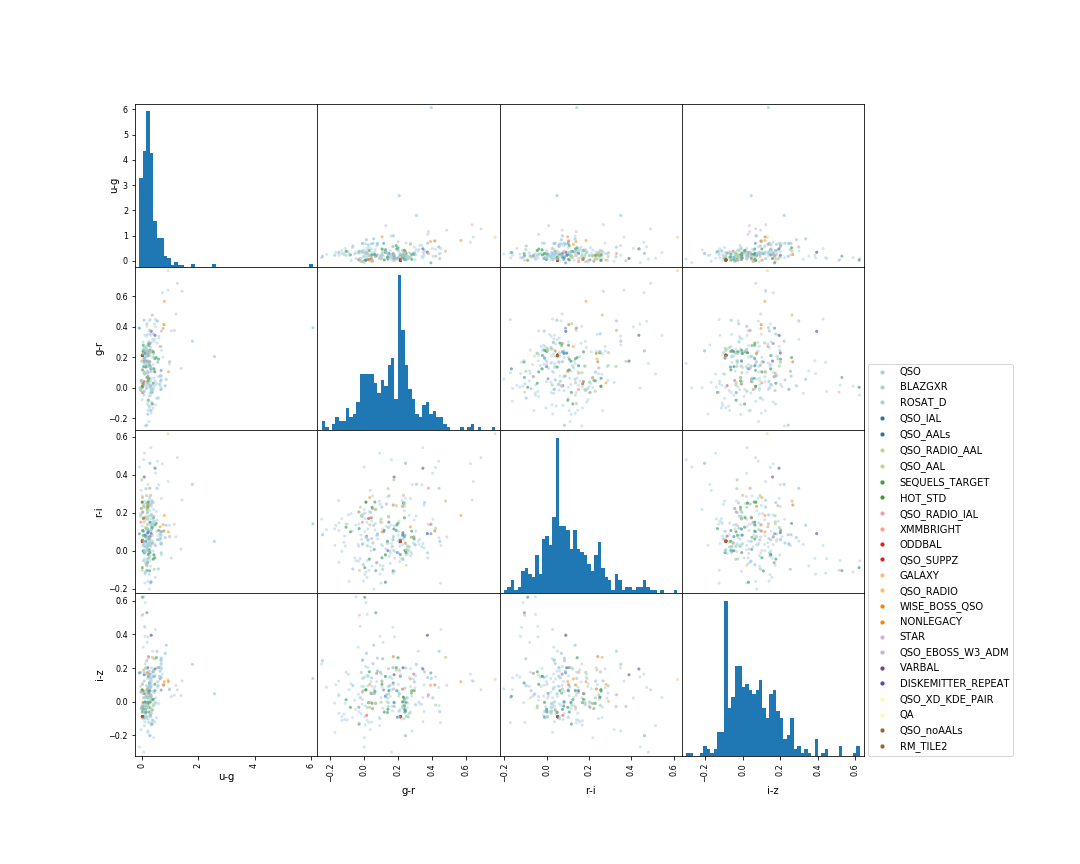 6
5
4
3
2
1
0
u-g
0.6
0.4
0.2
0.0
−0.2
g-r
0.6
0.4
0.2
0.0
−0.2
r-i
0.6
0.4
0.2
0.0
−0.2
i-z
0 2 4 6
u-g
−0.2 0.0 0.2 0.4 0.6
g-r
−0.2 0.0 0.2 0.4 0.6
r-i
−0.2 0.0 0.2 0.4 0.6
i-z
QSO
BLAZGXR
ROSAT_D
QSO_IAL
QSO_AALs
QSO_RADIO_AAL
QSO_AAL
SEQUELS_TARGET
HOT_STD
QSO_RADIO_IAL
XMMBRIGHT
ODDBAL
QSO_SUPPZ
GALAXY
QSO_RADIO
WISE_BOSS_QSO
NONLEGACY
STAR
QSO_EBOSS_W3_ADM
VARBAL
DISKEMITTER_REPEAT
QSO_XD_KDE_PAIR
QA
QSO_noAALs
RM_TILE2